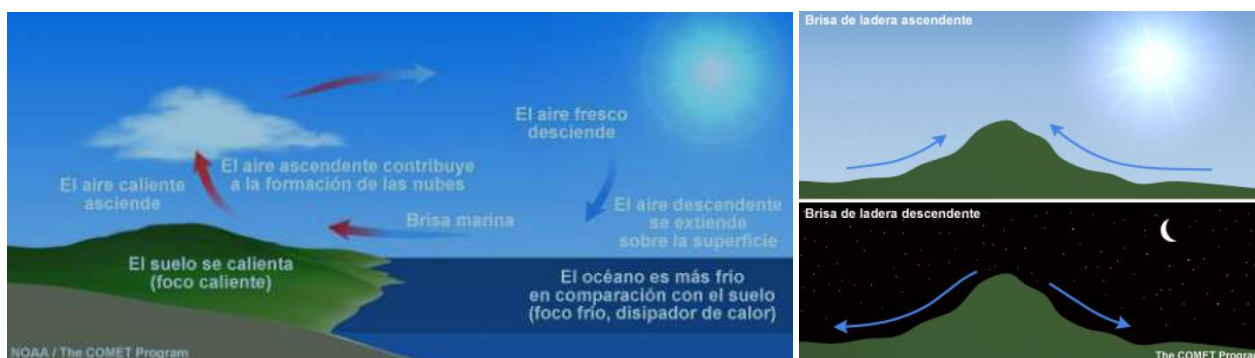 El aire fresco
desciende
El aire ascendente contribuye
a la formación de las nubes
El aire caliente
asciende
Brisa marina
El aire descendente
se extiende
sobre la superficie
El suelo se calienta
(foco caliente)
El océano es más frío
en comparación con el suelo
(foco frío, disipador de calor)
NOAA / The COMET Program
Brisa de ladera ascendente
Brisa de ladera descendente
The COMET Program